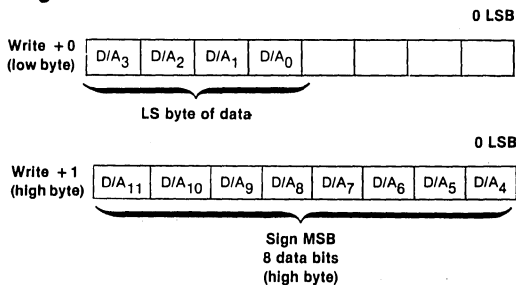 0 LSB
Write +0
(low byte)
D/A3 D/A2 D/A1 D/A0
LS byte of data
0 LSB
Write +1
(high byte)
D/A11 D/A10 D/A9 D/A8 D/A7 D/A6 D/A5 D/A4
Sign MSB
8 data bits
(high byte)